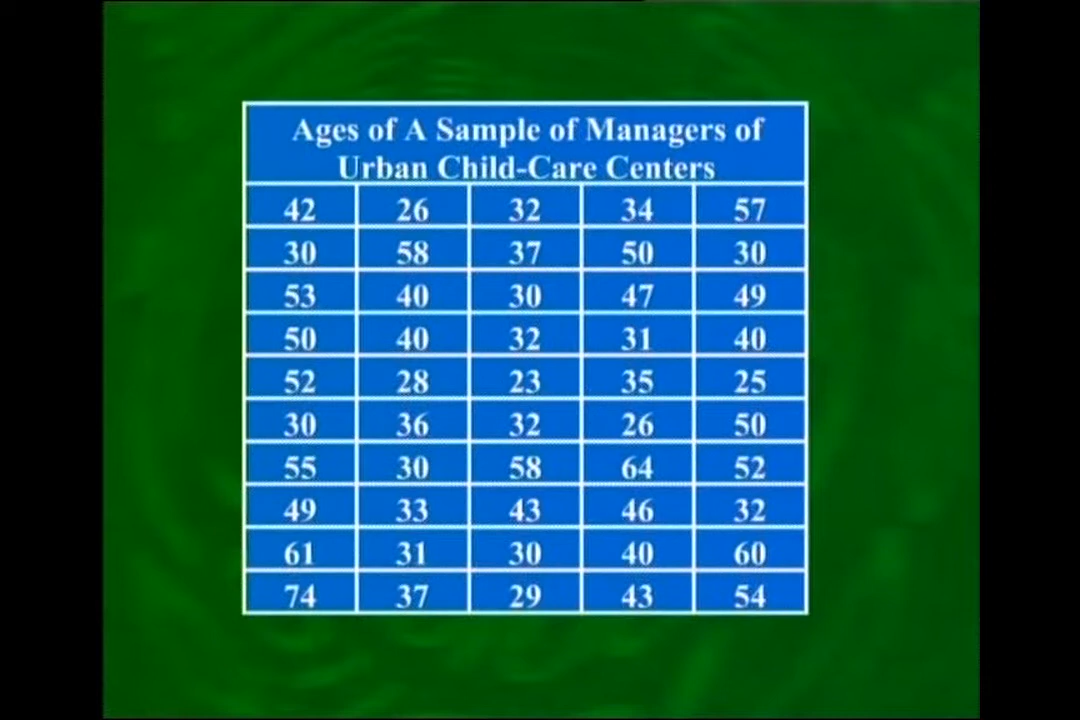 Ages of A Sample of Managers of
Urban Child-Care Centers
42 26 32 34 57
30 58 37 50 30
53 40 30 47 49
50 40 32 31 40
52 28 23 35 25
30 36 32 26 50
55 30 58 64 52
49 33 43 46 32
61 31 30 40 60
74 37 29 43 54